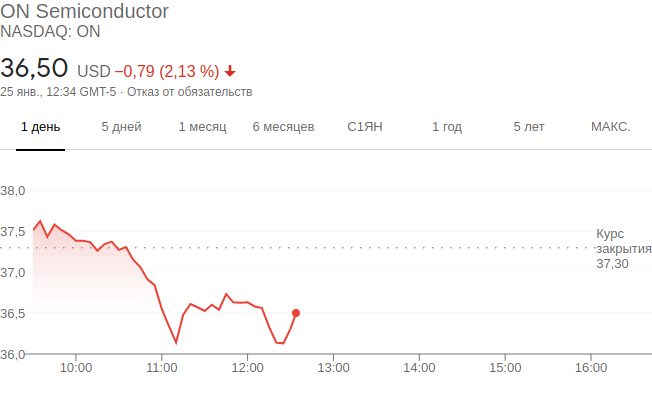 ON Semiconductor
NASDAQ: ON
36,50 USD −0,79 (2,13 %)
25 янв., 12:34 GMT-5 · Отказ от обязательств
1 день 5 дней 1 месяц 6 месяцев С1ЯН 1 год 5 лет МАКС.
38,0
37,5
Курс
закрытия
37,30
37,0
36,5
36,0
10:00 11:00 12:00 13:00 14:00 15:00 16:00